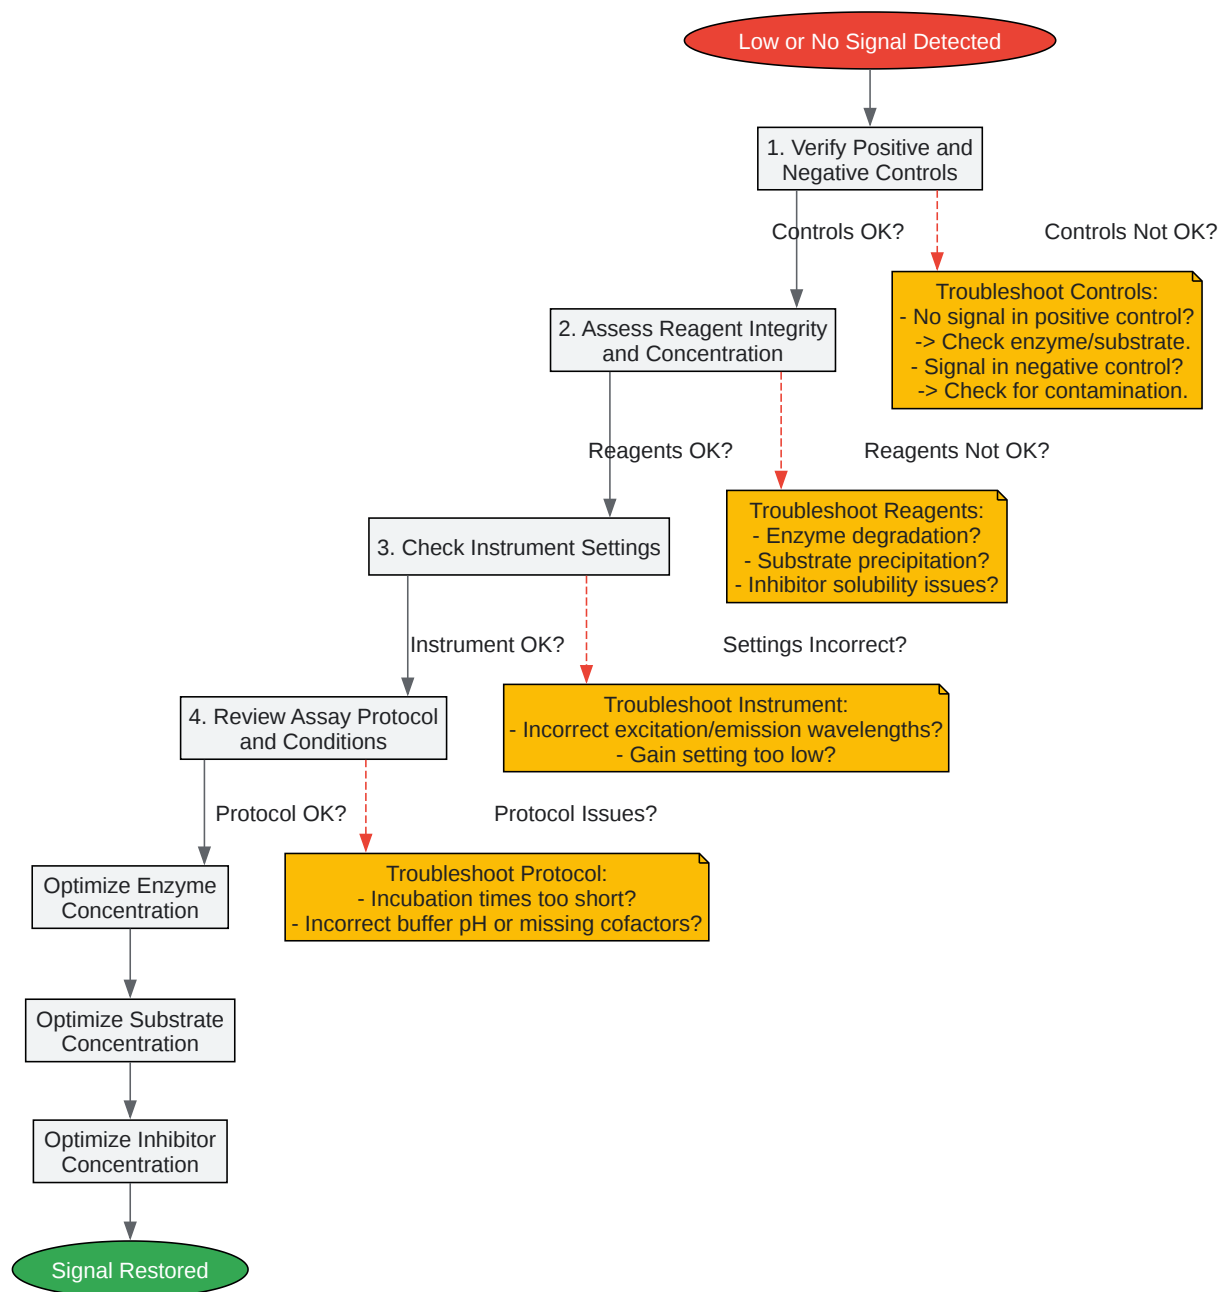 Low or No Signal Detected
1. Verify Positive and
Negative Controls
Controls OK?
Controls Not OK?
Troubleshoot Controls:
- No signal in positive control?
-> Check enzyme/substrate.
- Signal in negative control?
-> Check for contamination.
2. Assess Reagent Integrity
and Concentration
Reagents OK?
Reagents Not OK?
Troubleshoot Reagents:
- Enzyme degradation?
- Substrate precipitation?
- Inhibitor solubility issues?
3. Check Instrument Settings
Instrument OK?
Settings Incorrect?
Troubleshoot Instrument:
- Incorrect excitation/emission wavelengths?
- Gain setting too low?
4. Review Assay Protocol
and Conditions
Protocol OK?
Protocol Issues?
Troubleshoot Protocol:
- Incubation times too short?
- Incorrect buffer pH or missing cofactors?
Optimize Enzyme
Concentration
Optimize Substrate
Concentration
Optimize Inhibitor
Concentration
Signal Restored